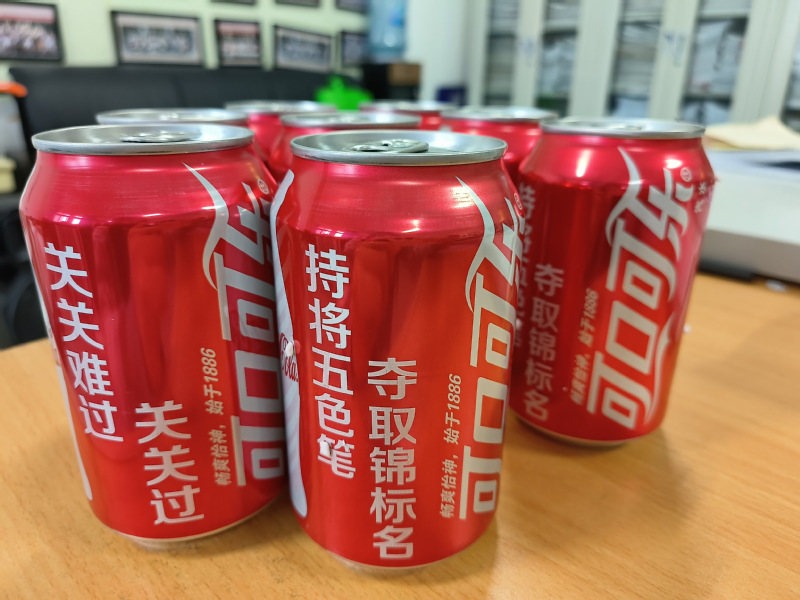 关关难过
关关过
畅爽怡神，始于1886
可口可乐
持将五色笔
夺取锦标名
畅爽怡神，始于1886
可口可乐
夺取锦标名
畅爽怡神，始于1886
可口可乐